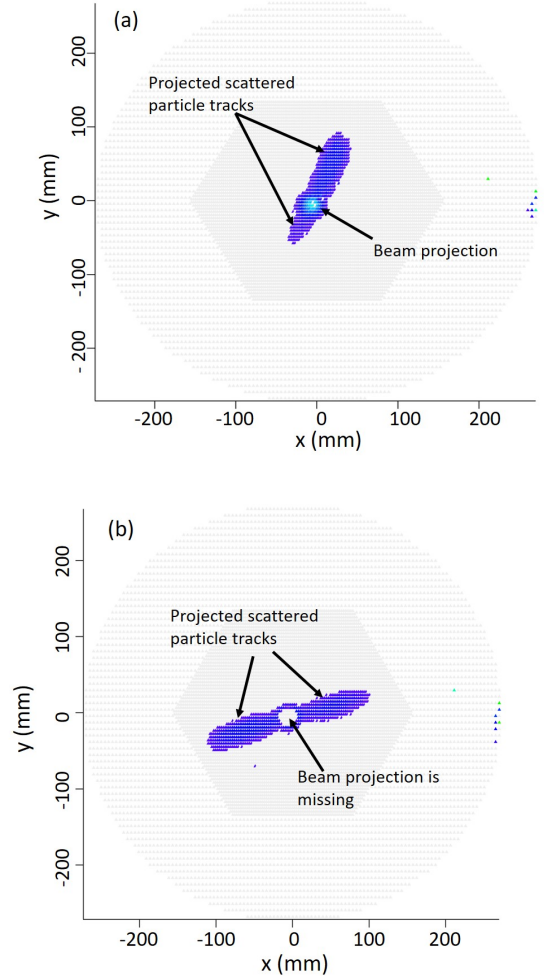 (a)
200
100
0
-100
- 200
y (mm)
Projected scattered
particle tracks
Beam projection
-200
-100
0
100
200
x (mm)
(b)
200
100
0
-100
-200
y (mm)
Projected scattered
particle tracks
Beam projection is
missing
-200
-100
0
100
200
x (mm)